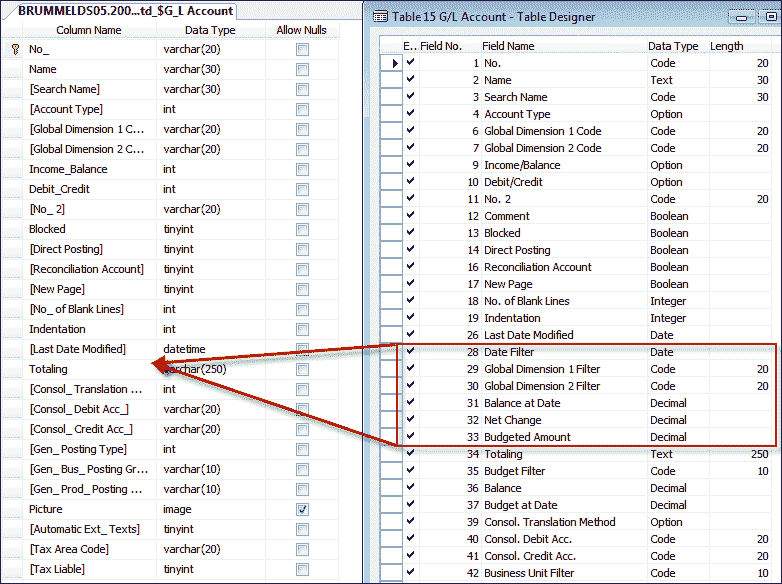 BRUMMELDS05.200...td_$G_L Account
Column Name Data Type Allow Nulls
No_ varchar(20)
Name varchar(30)
[Search Name] varchar(30)
[Account Type] int
[Global Dimension 1 C... varchar(20)
[Global Dimension 2 C... varchar(20)
Income_Balance int
Debit_Credit int
[No_ 2] varchar(20)
Blocked tinyint
[Direct Posting] tinyint
[Reconciliation Account] tinyint
[New Page] tinyint
[No_ of Blank Lines] int
Indentation int
[Last Date Modified] datetime
Totaling varchar(250)
[Consol_ Translation ... int
[Consol_ Debit Acc_] varchar(20)
[Consol_ Credit Acc_] varchar(20)
[Gen_ Posting Type] int
[Gen_ Bus_ Posting Gr... varchar(10)
[Gen_ Prod_ Posting ... varchar(10)
Picture image
[Automatic Ext_ Texts] tinyint
[Tax Area Code] varchar(20)
[Tax Liable] tinyint
Table 15 G/L Account - Table Designer
E... Field No. Field Name Data Type Length
1 No. Code 20
2 Name Text 30
3 Search Name Code 30
4 Account Type Option
6 Global Dimension 1 Code Code 20
7 Global Dimension 2 Code Code 20
9 Income/Balance Option
10 Debit/Credit Option
11 No. 2 Code 20
12 Comment Boolean
13 Blocked Boolean
14 Direct Posting Boolean
16 Reconciliation Account Boolean
17 New Page Boolean
18 No. of Blank Lines Integer
19 Indentation Integer
26 Last Date Modified Date
28 Date Filter Date
29 Global Dimension 1 Filter Code 20
30 Global Dimension 2 Filter Code 20
31 Balance at Date Decimal
32 Net Change Decimal
33 Budgeted Amount Decimal
34 Totaling Text 250
35 Budget Filter Code 10
36 Balance Decimal
37 Budget at Date Decimal
39 Consol. Translation Method Option
40 Consol. Debit Acc. Code 20
41 Consol. Credit Acc. Code 20
42 Business Unit Filter Code 10